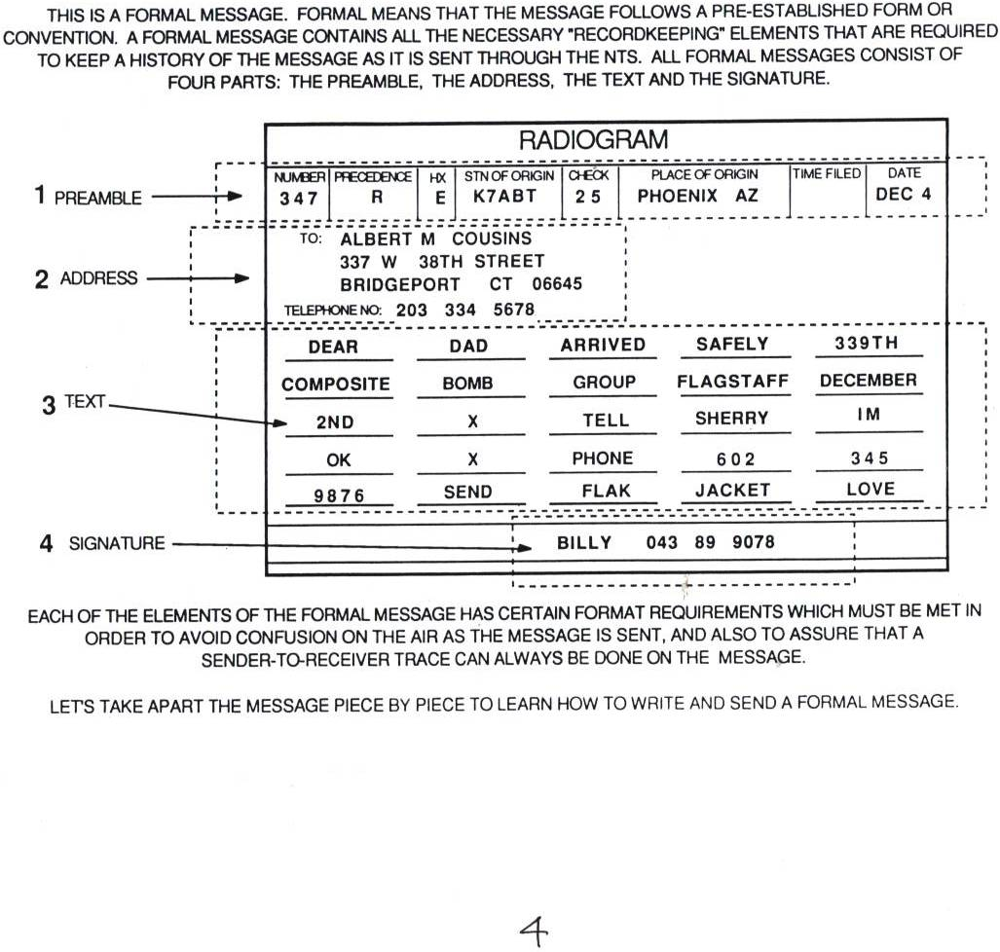 THIS IS A FORMAL MESSAGE. FORMAL MEANS THAT THE MESSAGE FOLLOWS A PRE-ESTABLISHED FORM OR
CONVENTION. A FORMAL MESSAGE CONTAINS ALL THE NECESSARY "RECORDKEEPING" ELEMENTS THAT ARE REQUIRED
TO KEEP A HISTORY OF THE MESSAGE AS IT IS SENT THROUGH THE NTS. ALL FORMAL MESSAGES CONSIST OF
FOUR PARTS: THE PREAMBLE, THE ADDRESS, THE TEXT AND THE SIGNATURE.
RADIOGRAM
NUMBER PRECEDENCE HX STN OF ORIGIN CHECK PLACE OF ORIGIN TIME FILED DATE
1 PREAMBLE 347 R E K7ABT 25 PHOENIX AZ DEC 4
TO: ALBERT M COUSINS
337 W 38TH STREET
2 ADDRESS BRIDGEPORT CT 06645
TELEPHONE NO: 203 334 5678
DEAR DAD ARRIVED SAFELY 339TH
COMPOSITE BOMB GROUP FLAGSTAFF DECEMBER
3 TEXT 2ND X TELL SHERRY IM
OK X PHONE 602 345
9876 SEND FLAK JACKET LOVE
4 SIGNATURE BILLY 043 89 9078
EACH OF THE ELEMENTS OF THE FORMAL MESSAGE HAS CERTAIN FORMAT REQUIREMENTS WHICH MUST BE MET IN
ORDER TO AVOID CONFUSION ON THE AIR AS THE MESSAGE IS SENT, AND ALSO TO ASSURE THAT A
SENDER-TO-RECEIVER TRACE CAN ALWAYS BE DONE ON THE MESSAGE.
LET'S TAKE APART THE MESSAGE PIECE BY PIECE TO LEARN HOW TO WRITE AND SEND A FORMAL MESSAGE.
4